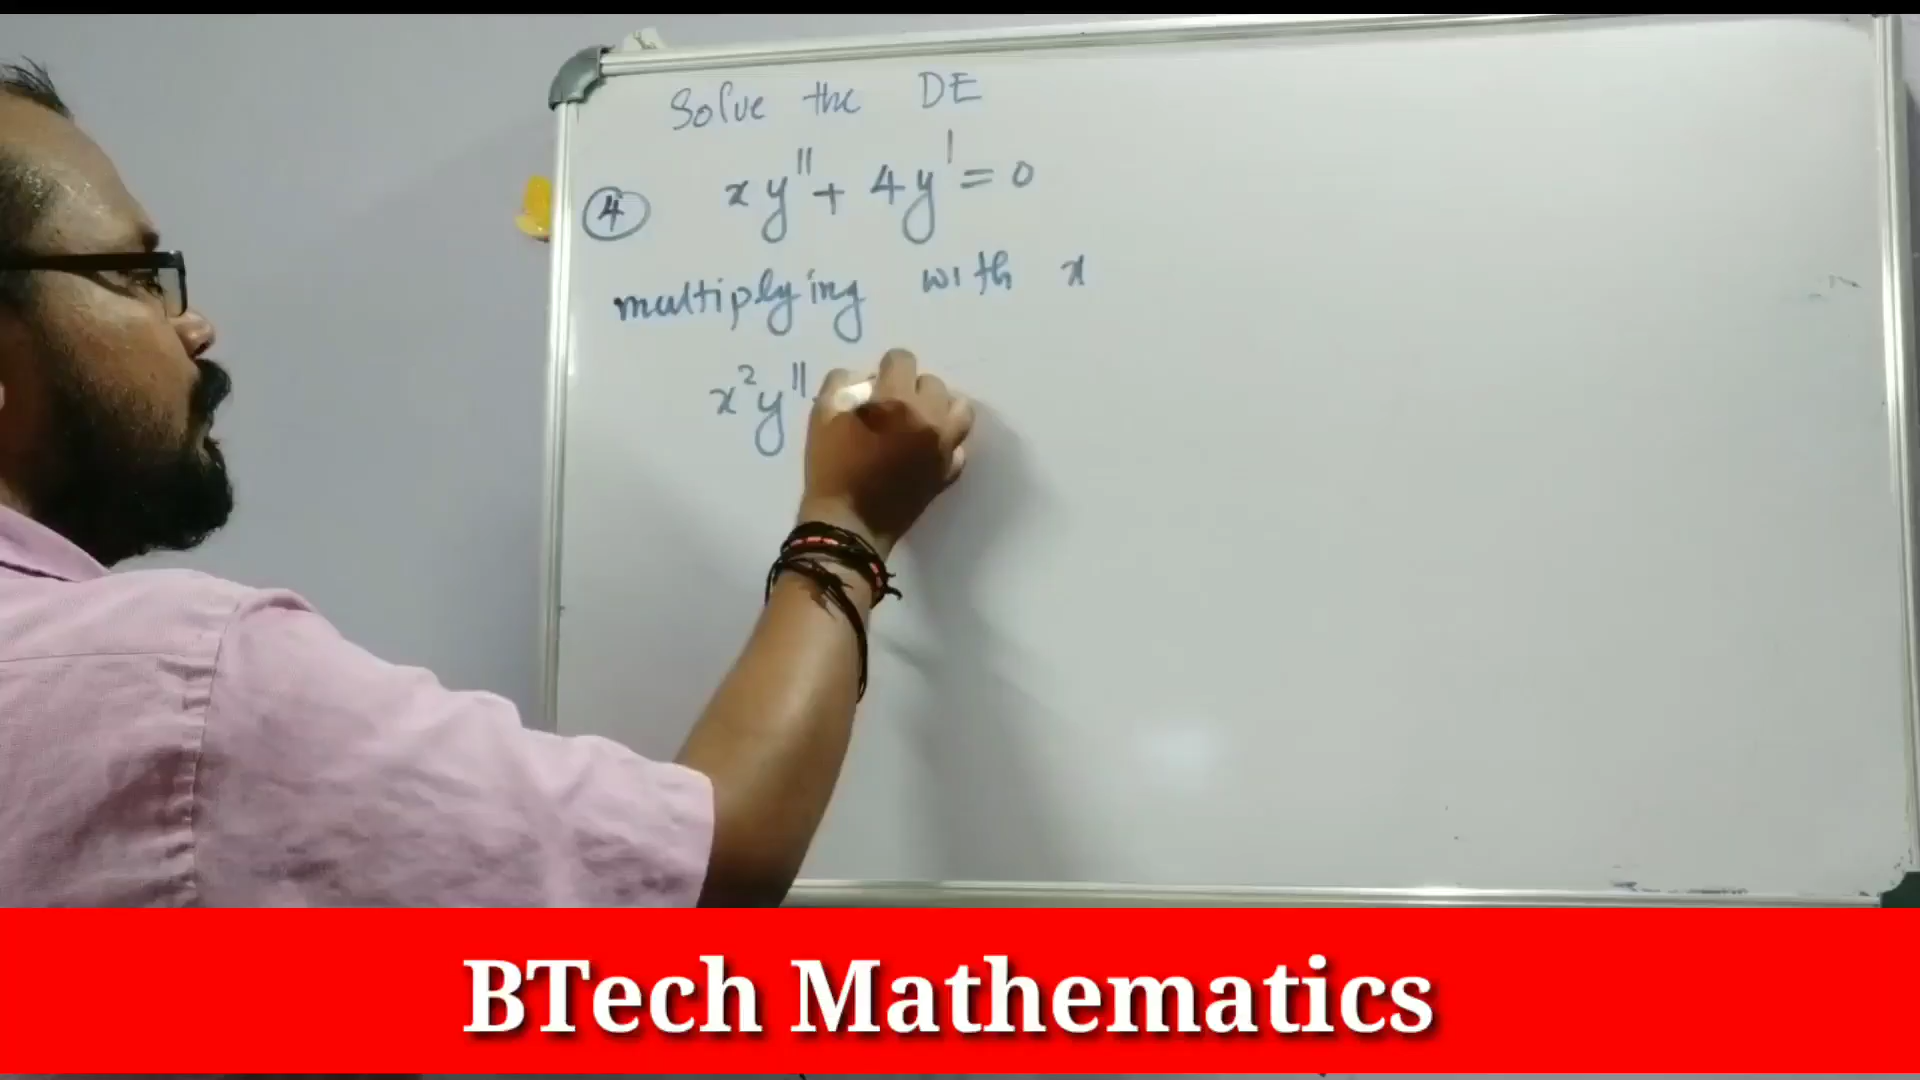 Solve the DE
④ xy'' + 4y' = 0
multiplying with x
x²y''
BTech Mathematics